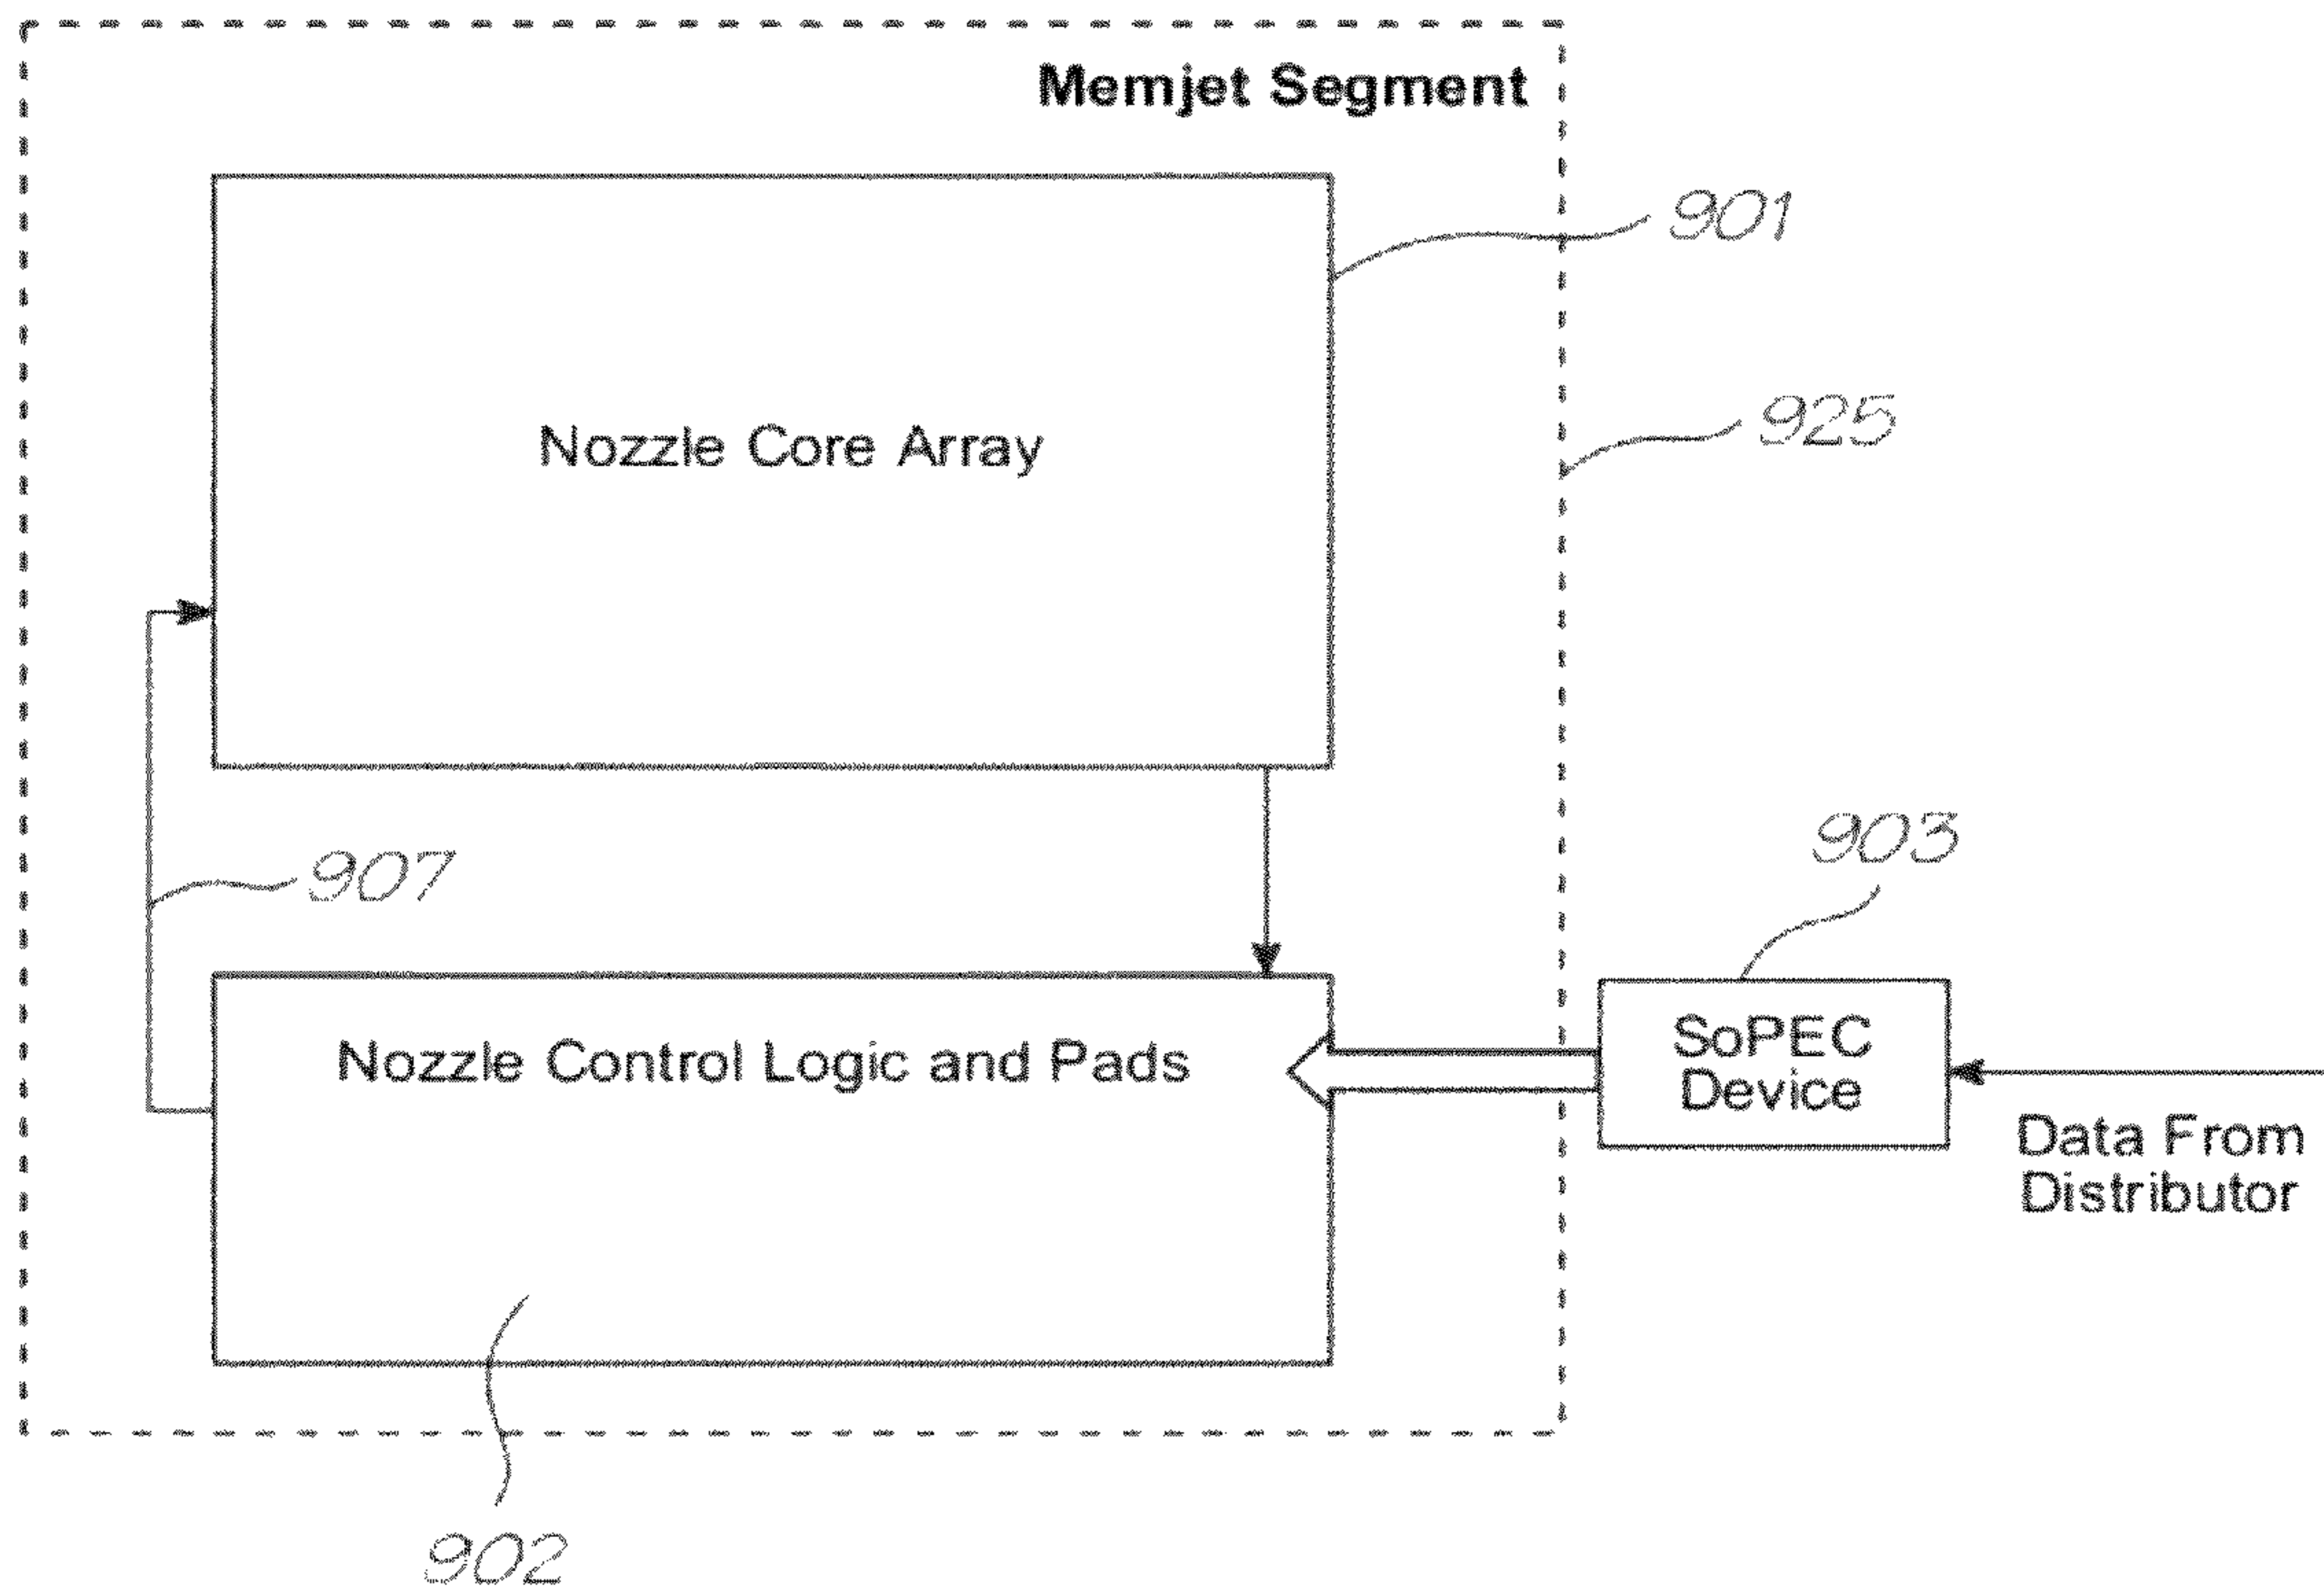 Memjet Segment
901
Nozzle Core Array
925
903
907
SoPEC
Device
Nozzle Control Logic and Pads
Data From
Distributor
902